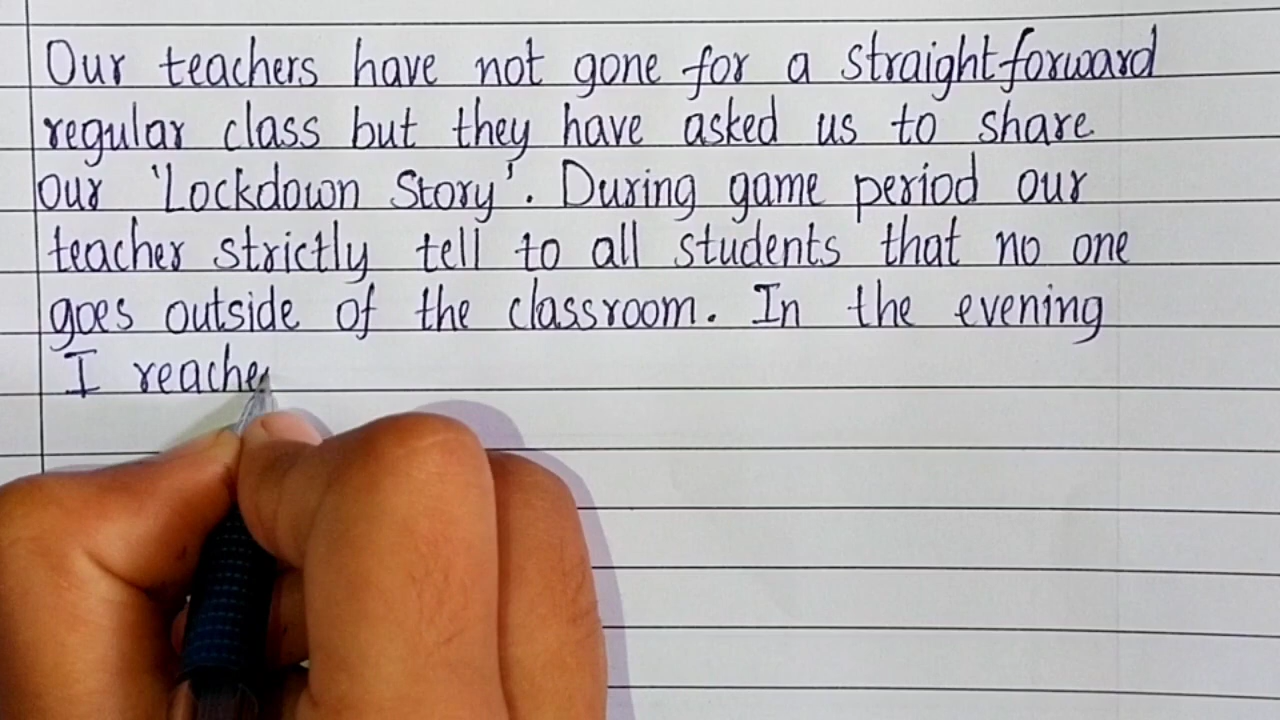 Our teachers have not gone for a straightforward
regular class but they have asked us to share
our 'Lockdown Story'. During game period our
teacher strictly tell to all students that no one
goes outside of the classroom. In the evening
I reache